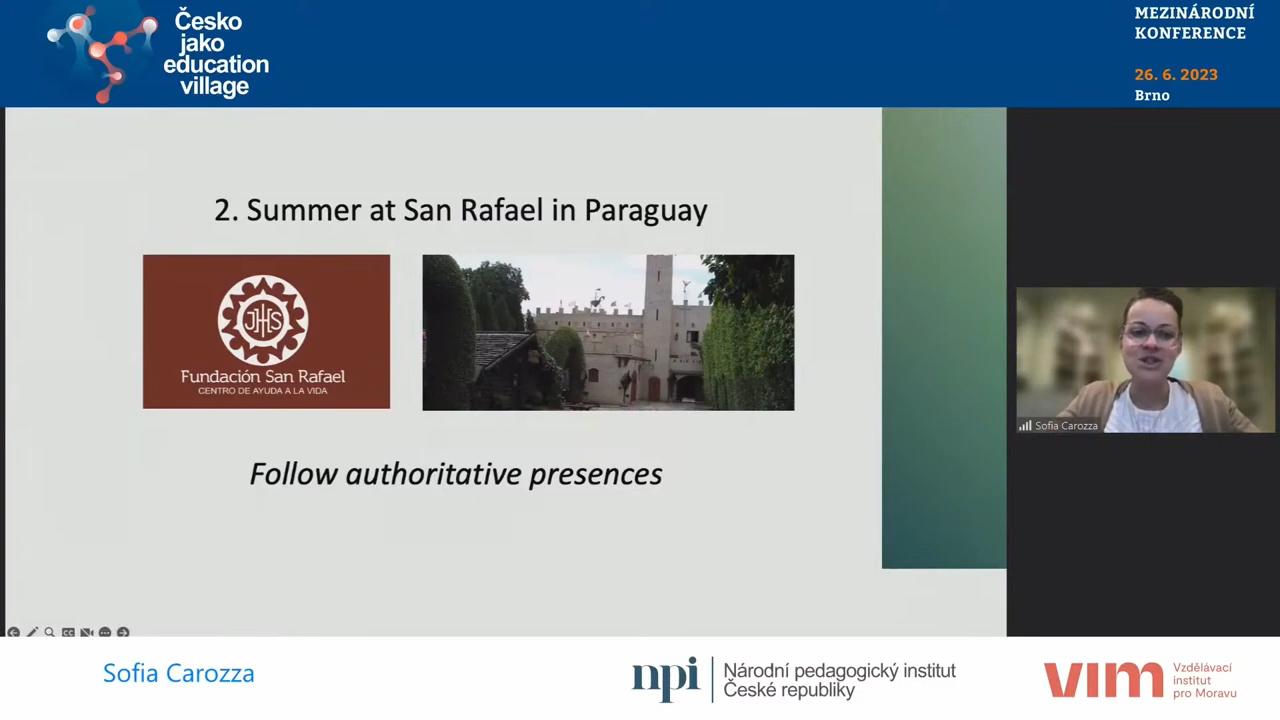 Česko
jako
education
village
MEZINÁRODNÍ
KONFERENCE
26. 6. 2023
Brno
2. Summer at San Rafael in Paraguay
JHS
Fundación San Rafael
CENTRO DE AYUDA A LA VIDA
Follow authoritative presences
Sofia Carozza
CC
Sofia Carozza
npi
Národní pedagogický institut
České republiky
vim
Vzdělávací
institut
pro Moravu